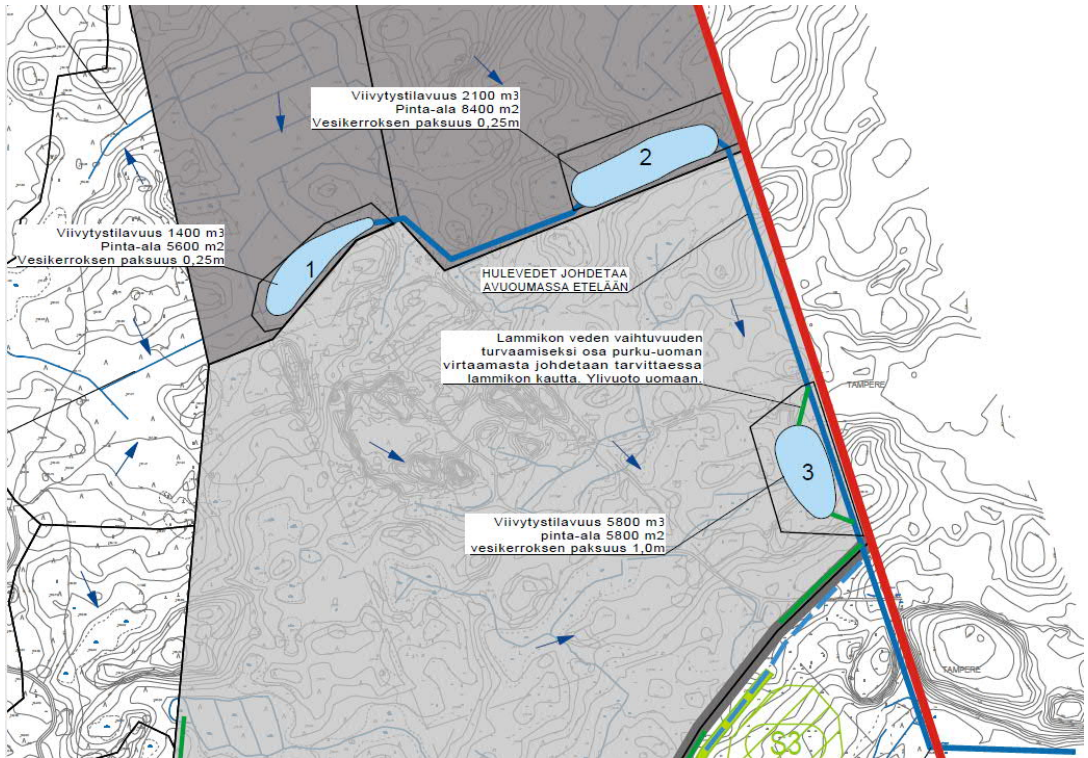 Viivytystilavuus 2100 m3
Pinta-ala 8400 m2
Vesikerroksen paksuus 0,25m
2
Viivytystilavuus 1400 m3
Pinta-ala 5600 m2
Vesikerroksen paksuus 0,25m
1
HULEVEDET JOHDETAA
AVUOUMASSA ETELÄÄN
Lammikon veden vaihtuvuuden
turvaamiseksi osa purku-uoman
virtaamasta johdetaan tarvittaessa
lammikon kautta. Ylivuoto uomaan.
TAMPERE
3
Viivytystilavuus 5800 m3
pinta-ala 5800 m2
vesikerroksen paksuus 1,0m
TAMPERE
S3